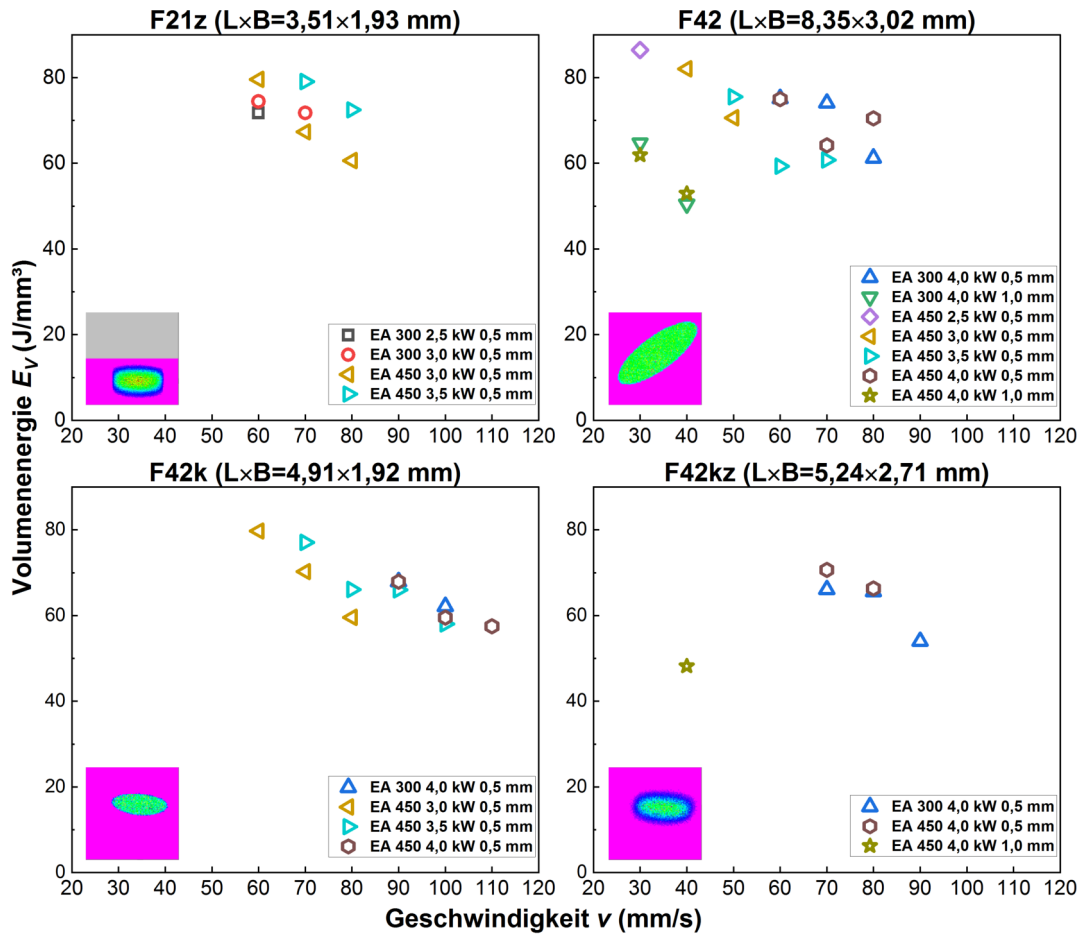 F21z (L×B=3,51×1,93 mm)
80
60
40
20
0
20 30 40 50 60 70 80 90 100 110 120
EA 300 2,5 kW 0,5 mm
EA 300 3,0 kW 0,5 mm
EA 450 3,0 kW 0,5 mm
EA 450 3,5 kW 0,5 mm
F42 (L×B=8,35×3,02 mm)
80
60
40
20
0
20 30 40 50 60 70 80 90 100 110 120
EA 300 4,0 kW 0,5 mm
EA 300 4,0 kW 1,0 mm
EA 450 2,5 kW 0,5 mm
EA 450 3,0 kW 0,5 mm
EA 450 3,5 kW 0,5 mm
EA 450 4,0 kW 0,5 mm
EA 450 4,0 kW 1,0 mm
Volumenenergie E_V (J/mm³)
F42k (L×B=4,91×1,92 mm)
80
60
40
20
0
20 30 40 50 60 70 80 90 100 110 120
EA 300 4,0 kW 0,5 mm
EA 450 3,0 kW 0,5 mm
EA 450 3,5 kW 0,5 mm
EA 450 4,0 kW 0,5 mm
F42kz (L×B=5,24×2,71 mm)
80
60
40
20
0
20 30 40 50 60 70 80 90 100 110 120
EA 300 4,0 kW 0,5 mm
EA 450 4,0 kW 0,5 mm
EA 450 4,0 kW 1,0 mm
Geschwindigkeit v (mm/s)